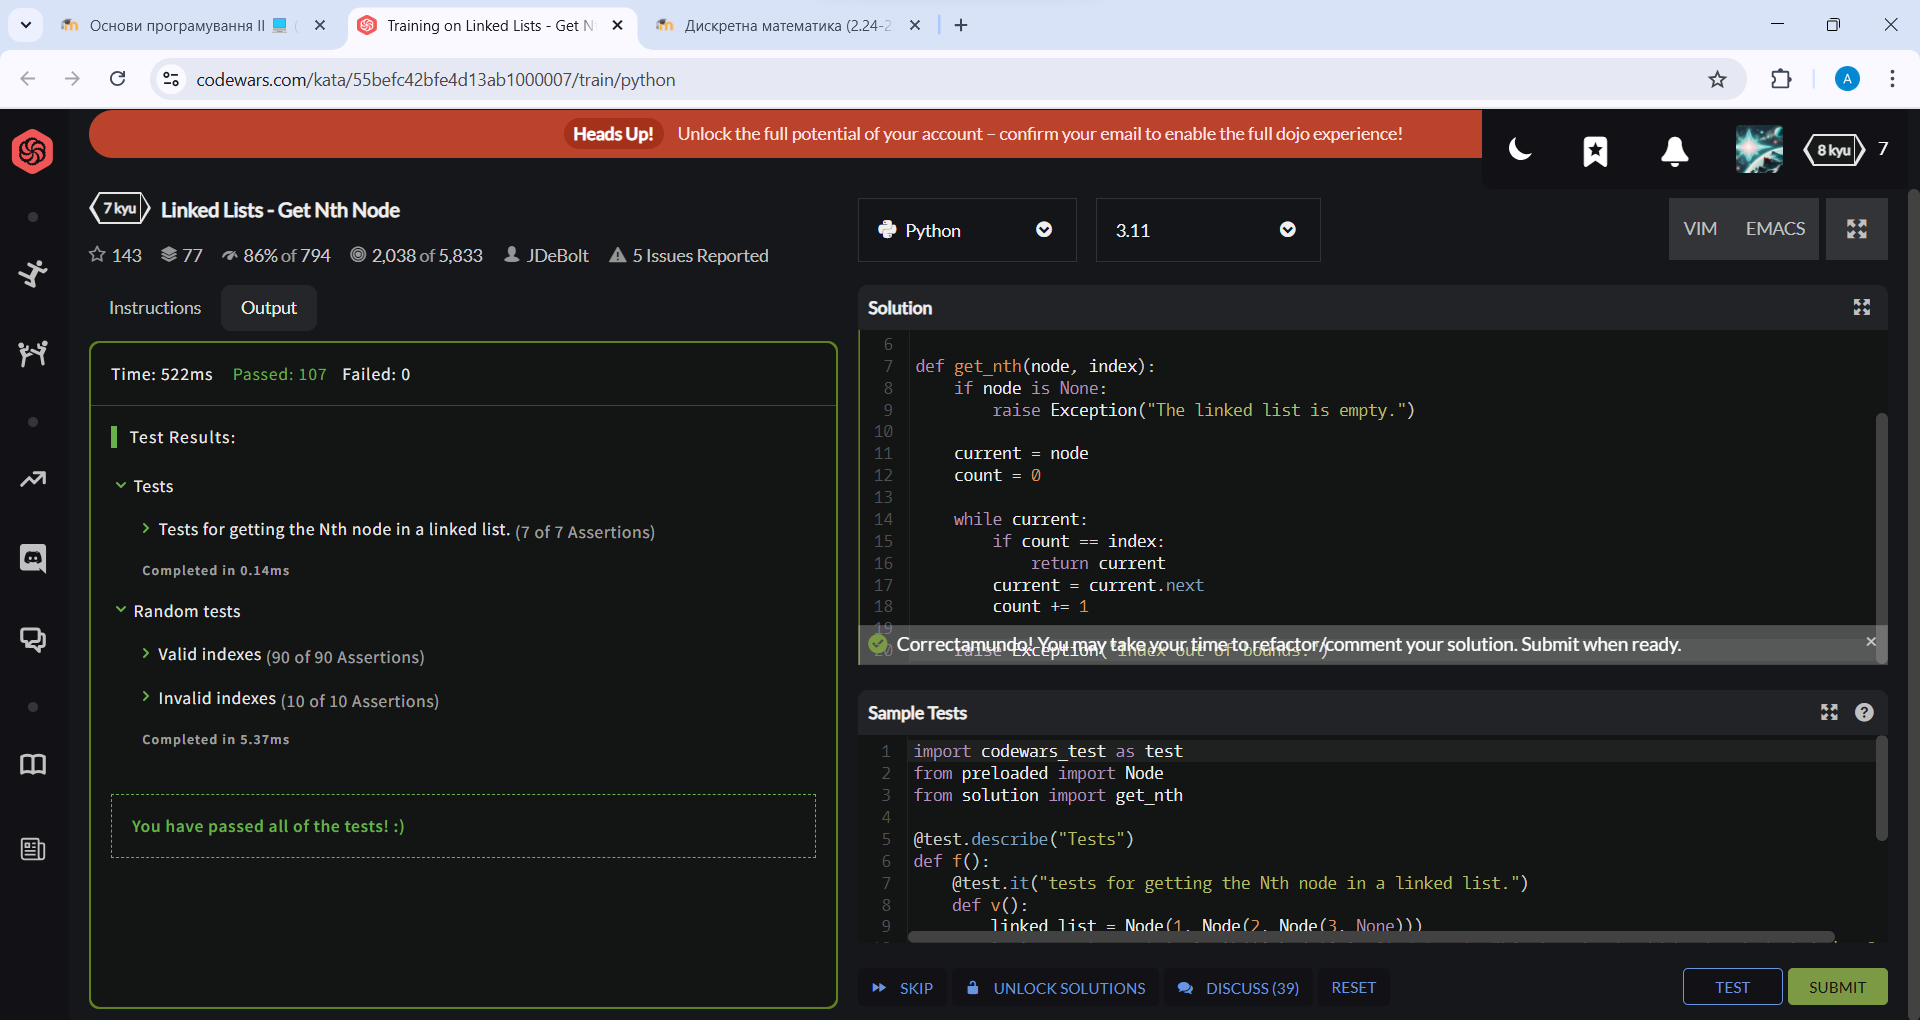 Основи програмування II
Training on Linked Lists - Get N
Дискретна математика (2.24-2
codewars.com/kata/55befc42bfe4d13ab1000007/train/python
A
Heads Up! Unlock the full potential of your account – confirm your email to enable the full dojo experience!
8 kyu 7
7 kyu Linked Lists - Get Nth Node
143 77 86% of 794 2,038 of 5,833 JDeBolt 5 Issues Reported
Python
3.11
VIM EMACS
Instructions Output
Time: 522ms Passed: 107 Failed: 0
Test Results:
Tests
Tests for getting the Nth node in a linked list. (7 of 7 Assertions)
Completed in 0.14ms
Random tests
Valid indexes (90 of 90 Assertions)
Invalid indexes (10 of 10 Assertions)
Completed in 5.37ms
You have passed all of the tests! :)
Solution
6
7 def get_nth(node, index):
8 if node is None:
9 raise Exception("The linked list is empty.")
10
11 current = node
12 count = 0
13
14 while current:
15 if count == index:
16 return current
17 current = current.next
18 count += 1
19
20 raise Exception("Index out of bounds.")
Correctamundo! You may take your time to refactor/comment your solution. Submit when ready.
Sample Tests
1 import codewars_test as test
2 from preloaded import Node
3 from solution import get_nth
4
5 @test.describe("Tests")
6 def f():
7 @test.it("tests for getting the Nth node in a linked list.")
8 def v():
9 linked_list = Node(1, Node(2, Node(3, None)))
SKIP UNLOCK SOLUTIONS DISCUSS (39) RESET
TEST SUBMIT